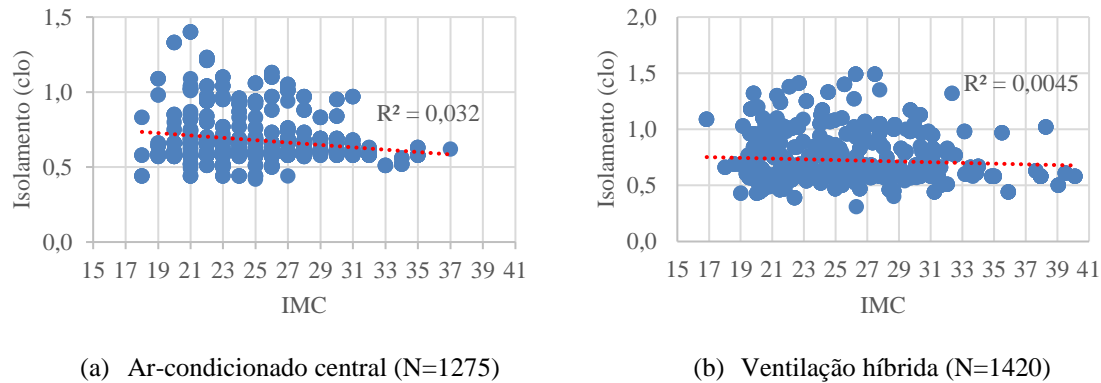 1,5
1,0
0,5
0,0
Isolamento (clo)
R² = 0,032
15 17 19 21 23 25 27 29 31 33 35 37 39 41
IMC
(a) Ar-condicionado central (N=1275)
2,0
1,5
1,0
0,5
0,0
Isolamento (clo)
R² = 0,0045
15 17 19 21 23 25 27 29 31 33 35 37 39 41
IMC
(b) Ventilação híbrida (N=1420)